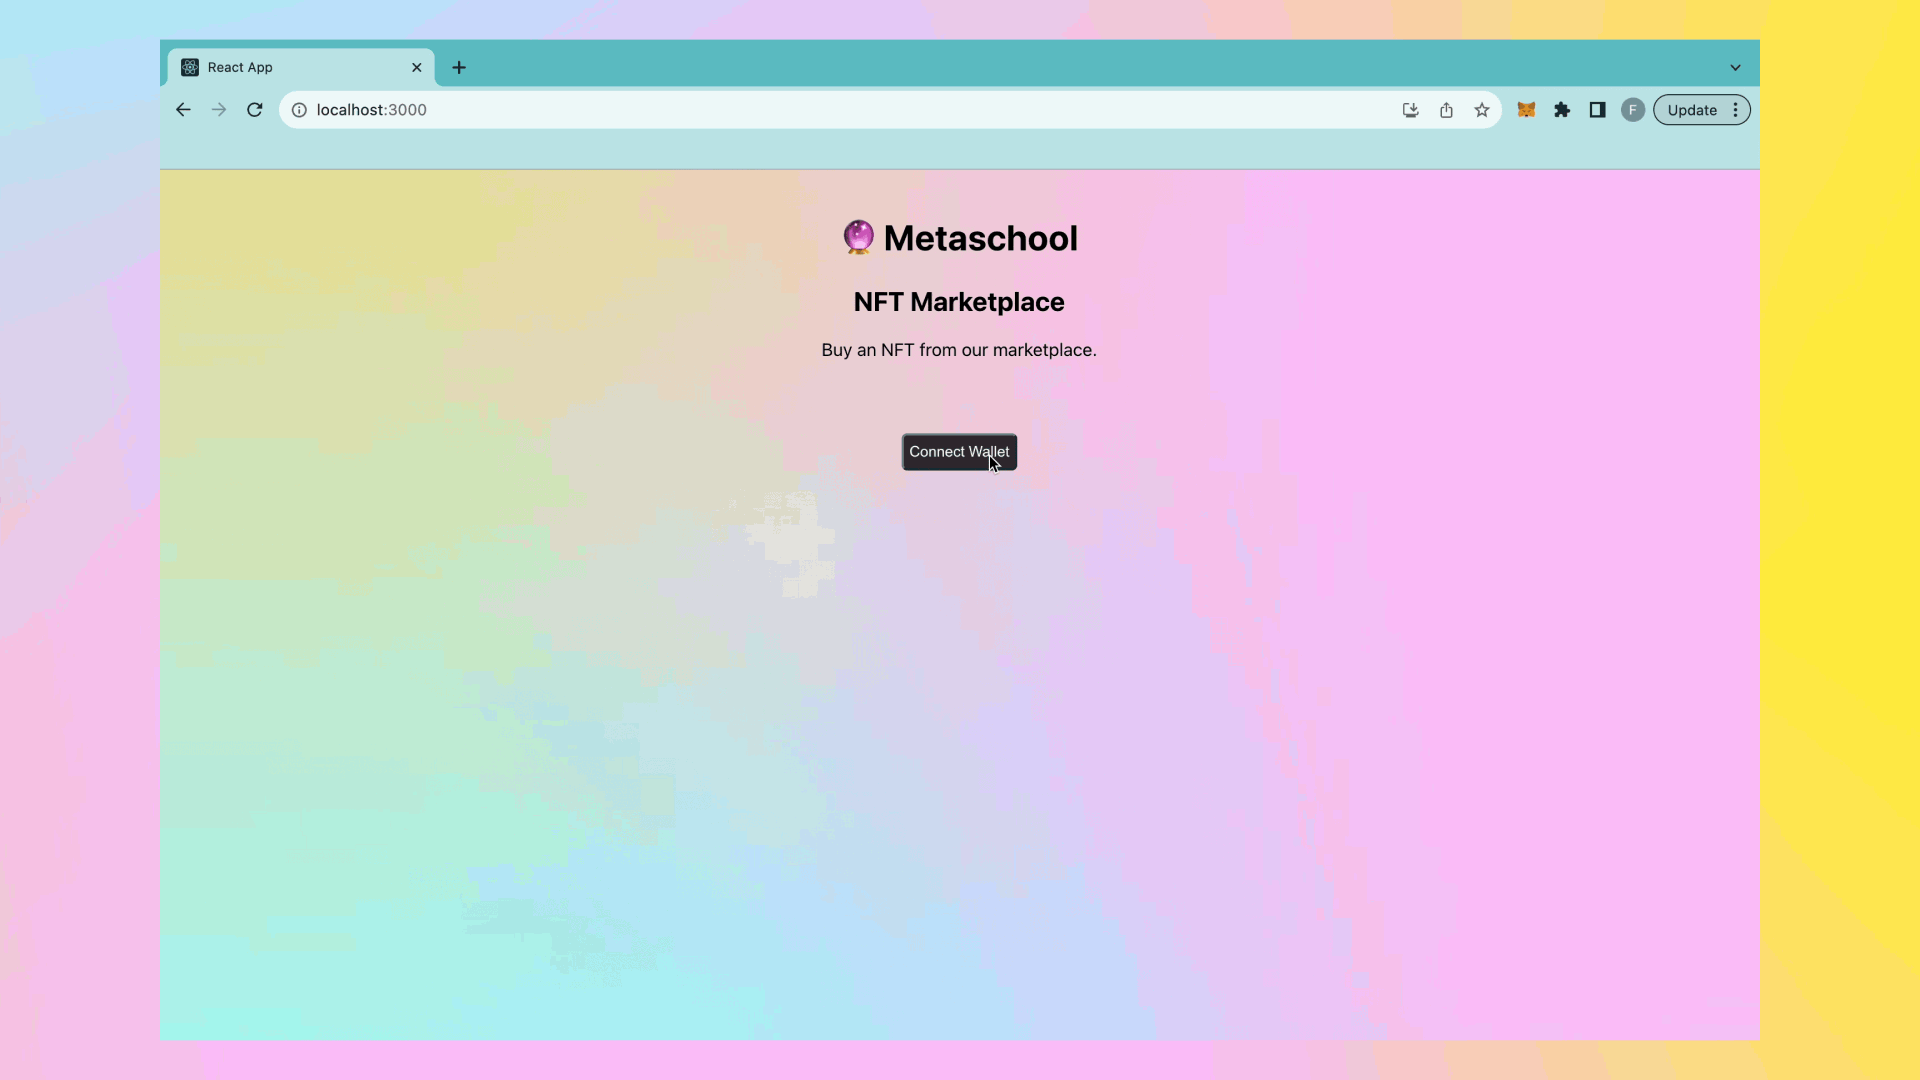 React App
localhost:3000
F
Update
Metaschool
NFT Marketplace
Buy an NFT from our marketplace.
Connect Wallet